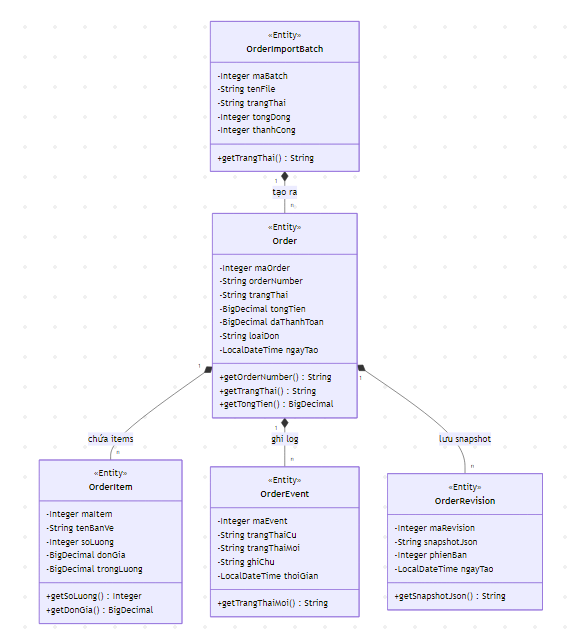 «Entity»
OrderImportBatch
-Integer maBatch
-String tenFile
-String trangThai
-Integer tongDong
-Integer thanhCong
+getTrangThai() : String
1
tạo ra
n
«Entity»
Order
-Integer maOrder
-String orderNumber
-String trangThai
-BigDecimal tongTien
-BigDecimal daThanhToan
-String loaiDon
-LocalDateTime ngayTao
+getOrderNumber() : String
+getTrangThai() : String
+getTongTien() : BigDecimal
1
chứa items
n
1
ghi log
n
1
lưu snapshot
n
«Entity»
OrderItem
-Integer maItem
-String tenBanVe
-Integer soLuong
-BigDecimal donGia
-BigDecimal trongLuong
+getSoLuong() : Integer
+getDonGia() : BigDecimal
«Entity»
OrderEvent
-Integer maEvent
-String trangThaiCu
-String trangThaiMoi
-String ghiChu
-LocalDateTime thoiGian
+getTrangThaiMoi() : String
«Entity»
OrderRevision
-Integer maRevision
-String snapshotJson
-Integer phienBan
-LocalDateTime ngayTao
+getSnapshotJson() : String